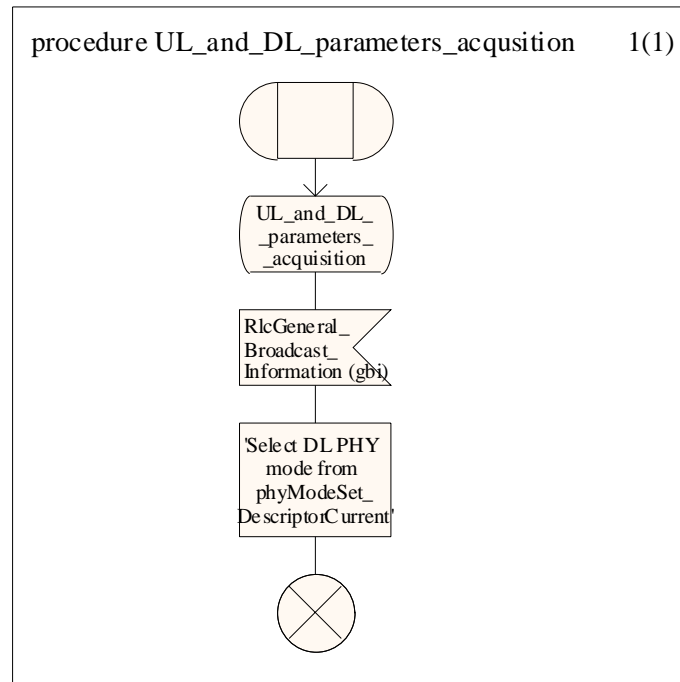 procedure UL_and_DL_parameters_acqusition 1(1)
UL_and_DL_
_parameters_
_acquisition
RlcGeneral_
Broadcast_
Information (gbi)
'Select DL PHY
mode from
phyModeSet_
DescriptorCurrent'